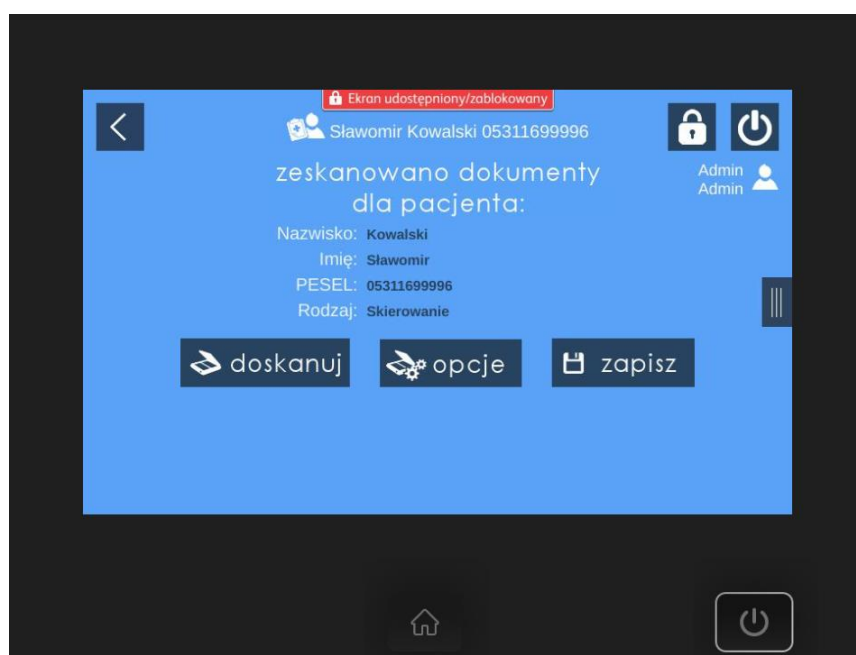 Ekran udostępniony/zablokowany
Sławomir Kowalski 05311699996
Admin
Admin
zeskanowano dokumenty
dla pacjenta:
Nazwisko: Kowalski
Imię: Sławomir
PESEL: 05311699996
Rodzaj: Skierowanie
doskanuj
opcje
zapisz